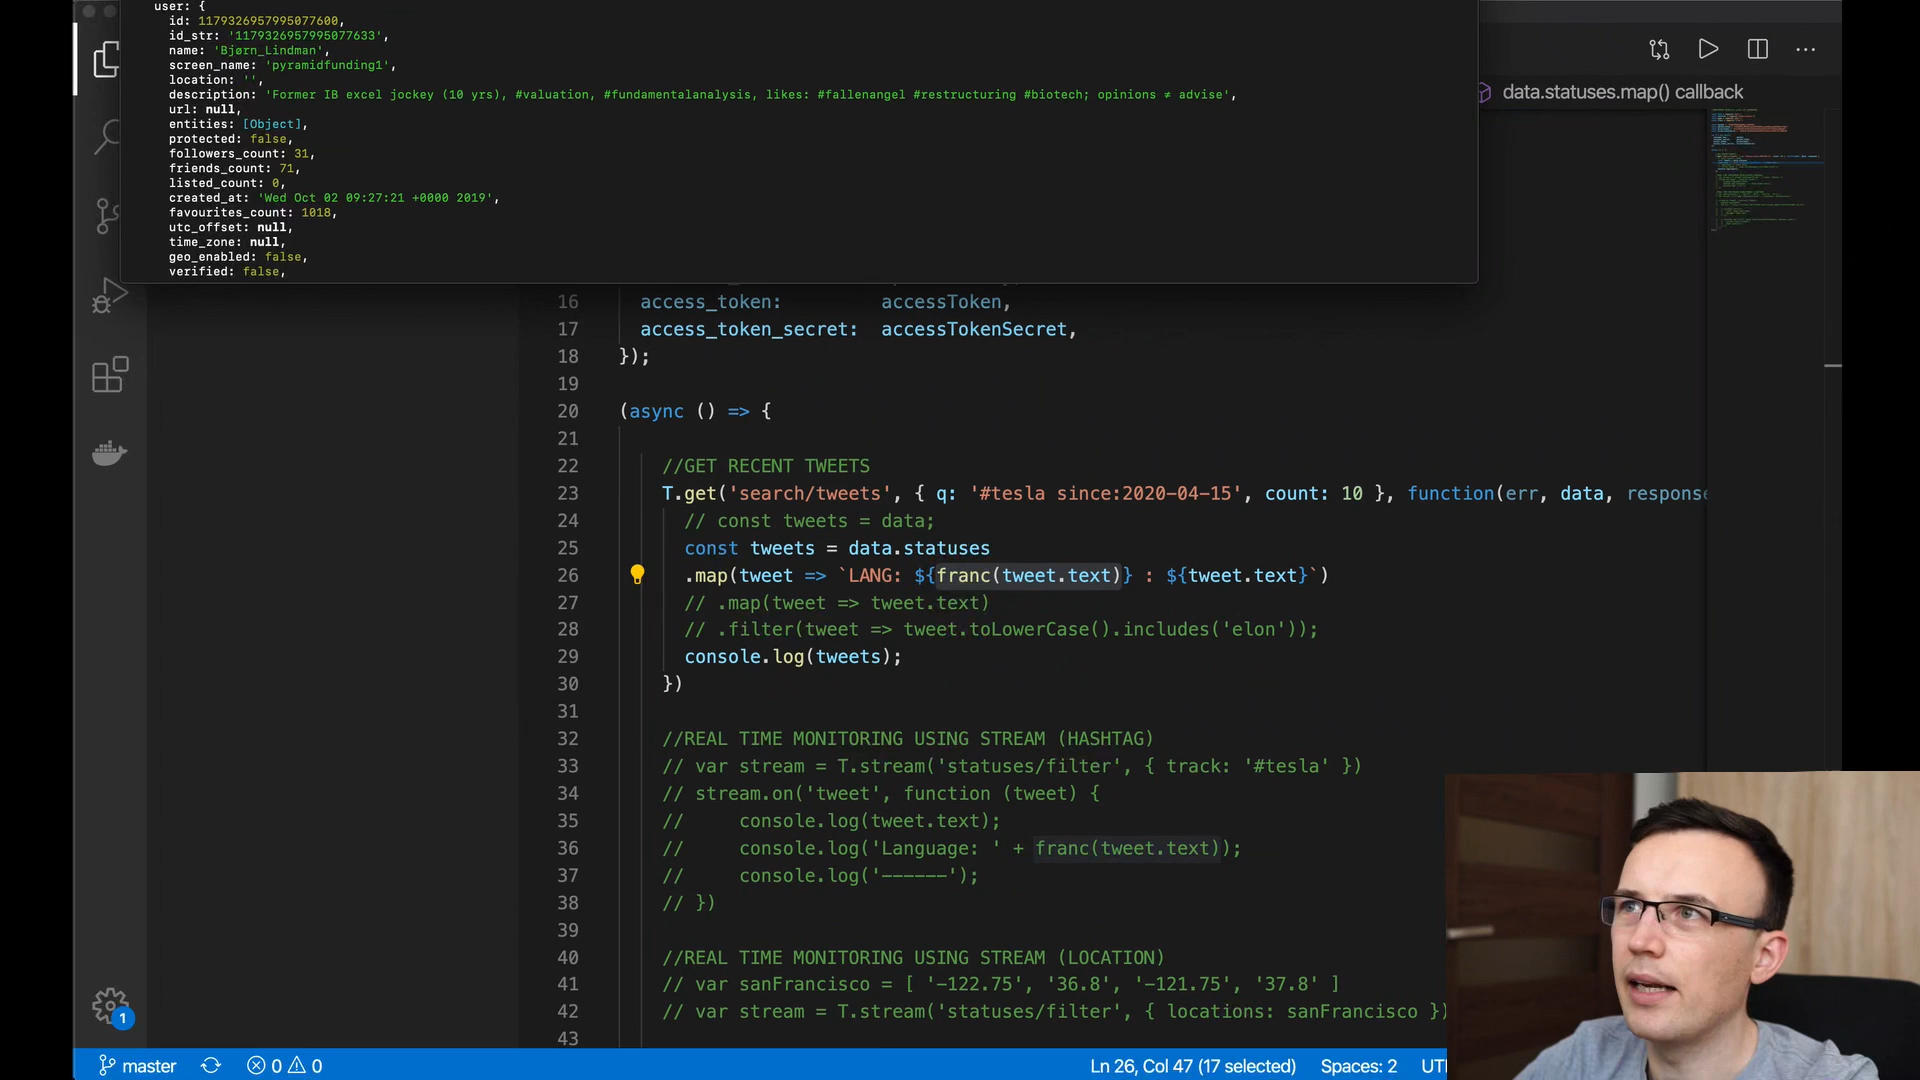 user: {
id: 1179326957995077600,
id_str: '1179326957995077633',
name: 'Bjørn_Lindman',
screen_name: 'pyramidfunding1',
location: '',
description: 'Former IB excel jockey (10 yrs), #valuation, #fundamentalanalysis, likes: #fallenangel #restructuring #biotech; opinions ≠ advise',
url: null,
entities: [Object],
protected: false,
followers_count: 31,
friends_count: 71,
listed_count: 0,
created_at: 'Wed Oct 02 09:27:21 +0000 2019',
favourites_count: 1018,
utc_offset: null,
time_zone: null,
geo_enabled: false,
verified: false,
data.statuses.map() callback
16 access_token: accessToken,
17 access_token_secret: accessTokenSecret,
18 });
19
20 (async () => {
21
22 //GET RECENT TWEETS
23 T.get('search/tweets', { q: '#tesla since:2020-04-15', count: 10 }, function(err, data, response
24 // const tweets = data;
25 const tweets = data.statuses
26 .map(tweet => `LANG: ${franc(tweet.text)} : ${tweet.text}`)
27 // .map(tweet => tweet.text)
28 // .filter(tweet => tweet.toLowerCase().includes('elon'));
29 console.log(tweets);
30 })
31
32 //REAL TIME MONITORING USING STREAM (HASHTAG)
33 // var stream = T.stream('statuses/filter', { track: '#tesla' })
34 // stream.on('tweet', function (tweet) {
35 // console.log(tweet.text);
36 // console.log('Language: ' + franc(tweet.text));
37 // console.log('------');
38 // })
39
40 //REAL TIME MONITORING USING STREAM (LOCATION)
41 // var sanFrancisco = [ '-122.75', '36.8', '-121.75', '37.8' ]
42 // var stream = T.stream('statuses/filter', { locations: sanFrancisco })
43
1
master 0 0 Ln 26, Col 47 (17 selected) Spaces: 2 UTF